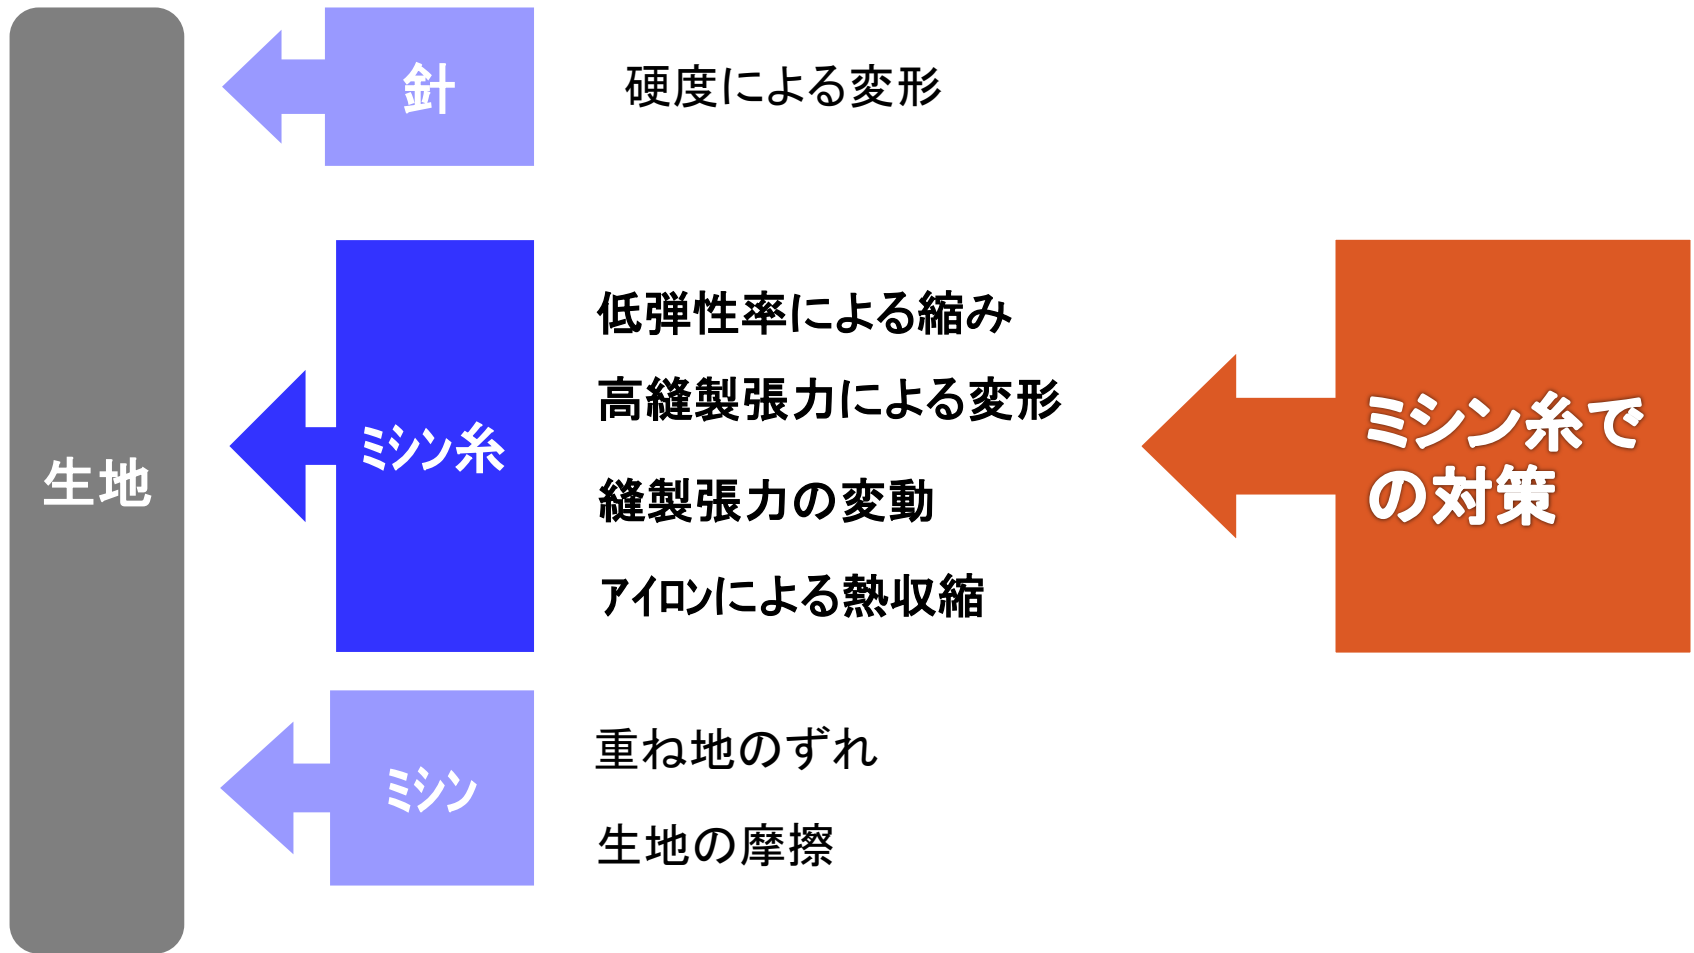 生地
針
硬度による変形
ﾐｼﾝ糸
低弾性率による縮み
高縫製張力による変形
縫製張力の変動
ｱｲﾛﾝによる熱収縮
ミシン糸で
の対策
ﾐｼﾝ
重ね地のずれ
生地の摩擦